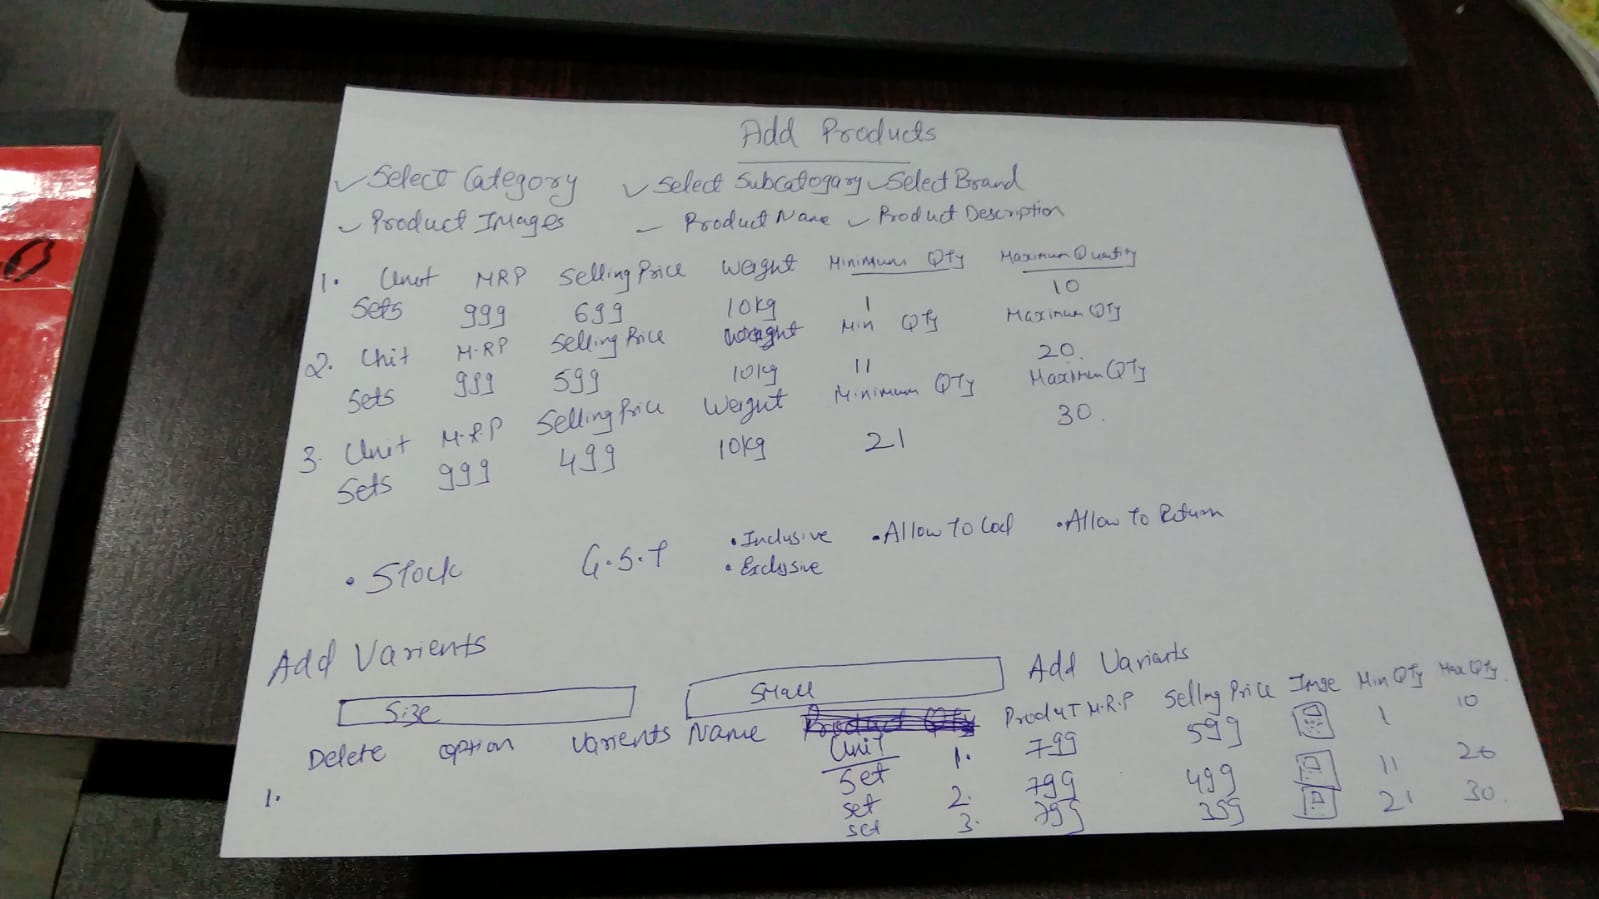 Add Products
Select Category Select Subcatogary Select Brand
Product Images Product Name Product Description
1. Unit MRP Selling Price Weight Minimum QTy Maximum Quantity
Sets 999 699 10kg 1 10
2. Unit M.RP Selling Price Weaght Min QTy Maximum QTy
Sets 999 599 10kg 11 20.
3. Unit M.R.P Selling Price Weight Minimum QTy Maximum QTy
Sets 999 499 10kg 21 30.
• Stock G.S.T • Inclusive • Allow To Cod • Allow To Return
• Exclusive
Add Varients
Size Small Add Variants
Delete option Varients Name Product Qty Product M.R.P Selling Price Image Min QTy Max QTy
Unit
1. Set 1. 799 599 1 10
set 2. 799 499 11 20
set 3. 799 399 21 30.